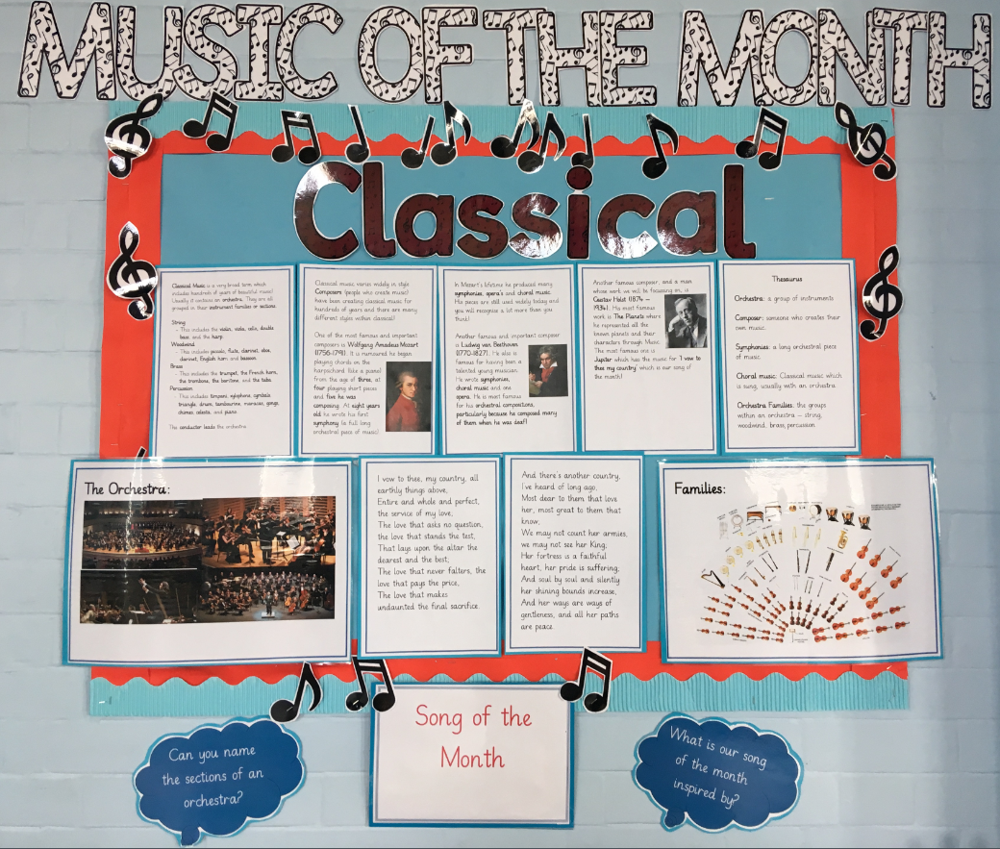 MUSIC OF THE MONTH
Classical
Classical Music is a very broad term which
includes hundreds of years of beautiful music!
Usually it contains an orchestra. They are all
grouped in their instrument families or sections.
String
- This includes the violin, viola, cello, double
bass, and the harp.
Woodwind
- This includes piccolo, flute, clarinet, oboe,
clarinet, English horn and bassoon.
Brass
- This includes the trumpet, the French horn,
the trombone, the baritone, and the tuba.
Percussion
- This includes timpani, xylophone, cymbals,
triangle, drum, tambourine, maracas, gongs,
chimes, celesta, and piano.
The conductor leads the orchestra.
Classical music varies widely in style.
Composers (people who create music)
have been creating classical music for
hundreds of years and there are many
different styles within classical!
One of the most famous and important
composers is Wolfgang Amadeus Mozart
(1756-1791). It is rumoured he began
playing chords on the
harpsichord (like a piano)
from the age of three, at
four playing short pieces
and five he was
composing. At eight years
old he wrote his first
symphony (a full long
orchestral piece of music).
In Mozart's lifetime he produced many
symphonies, opera's and choral music.
His pieces are still used widely today and
you will recognise a lot more than you
think!
Another famous and important composer
is Ludwig van Beethoven
(1770-1827). He also is
famous for having been a
talented young musician.
He wrote symphonies,
choral music and one
opera. He is most famous
for his orchestral compositions,
particularly because he composed many
of them when he was deaf!
Another famous composer, and a man
whose work we will be focussing on, is
Gustav Holst (1874 –
1934). His most famous
work is The Planets where
he represented all the
known planets and their
characters through Music.
The most famous one is
Jupiter which has the music for 'I vow to
thee my country' which is our song of
the month!
Thesaurus
Orchestra: a group of instruments
Composer: someone who creates their
own music.
Symphonies: a long orchestral piece
of music.
Choral music: Classical music which
is sung, usually with an orchestra.
Orchestra Families: the groups
within an orchestra – string,
woodwind, brass, percussion.
The Orchestra:
I vow to thee, my country, all
earthly things above,
Entire and whole and perfect,
the service of my love;
The love that asks no question,
the love that stands the test,
That lays upon the altar the
dearest and the best;
The love that never falters, the
love that pays the price,
The love that makes
undaunted the final sacrifice.
And there's another country,
I've heard of long ago,
Most dear to them that love
her, most great to them that
know;
We may not count her armies,
we may not see her King;
Her fortress is a faithful
heart, her pride is suffering;
And soul by soul and silently
her shining bounds increase,
And her ways are ways of
gentleness, and all her paths
are peace.
Families:
Song of the
Month
Can you name
the sections of an
orchestra?
What is our song
of the month
inspired by?